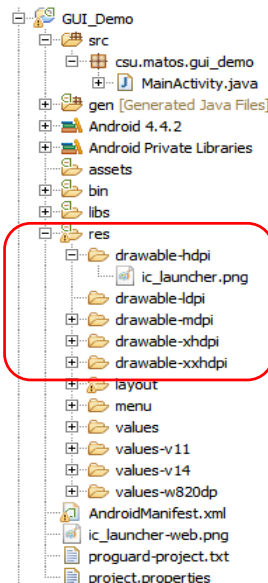 GUI_Demo
src
csu.matos.gui_demo
MainActivity.java
gen [Generated Java Files]
Android 4.4.2
Android Private Libraries
assets
bin
libs
res
drawable-hdpi
ic_launcher.png
drawable-ldpi
drawable-mdpi
drawable-xhdpi
drawable-xxhdpi
layout
menu
values
values-v11
values-v14
values-w820dp
AndroidManifest.xml
ic_launcher-web.png
proguard-project.txt
project.properties